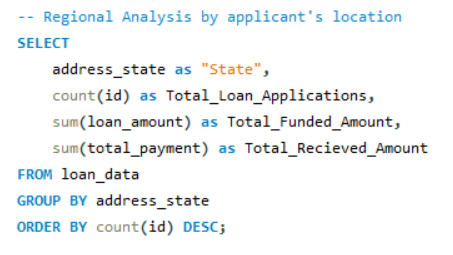 -- Regional Analysis by applicant's location
SELECT
    address_state as "State",
    count(id) as Total_Loan_Applications,
    sum(loan_amount) as Total_Funded_Amount,
    sum(total_payment) as Total_Recieved_Amount
FROM loan_data
GROUP BY address_state
ORDER BY count(id) DESC;